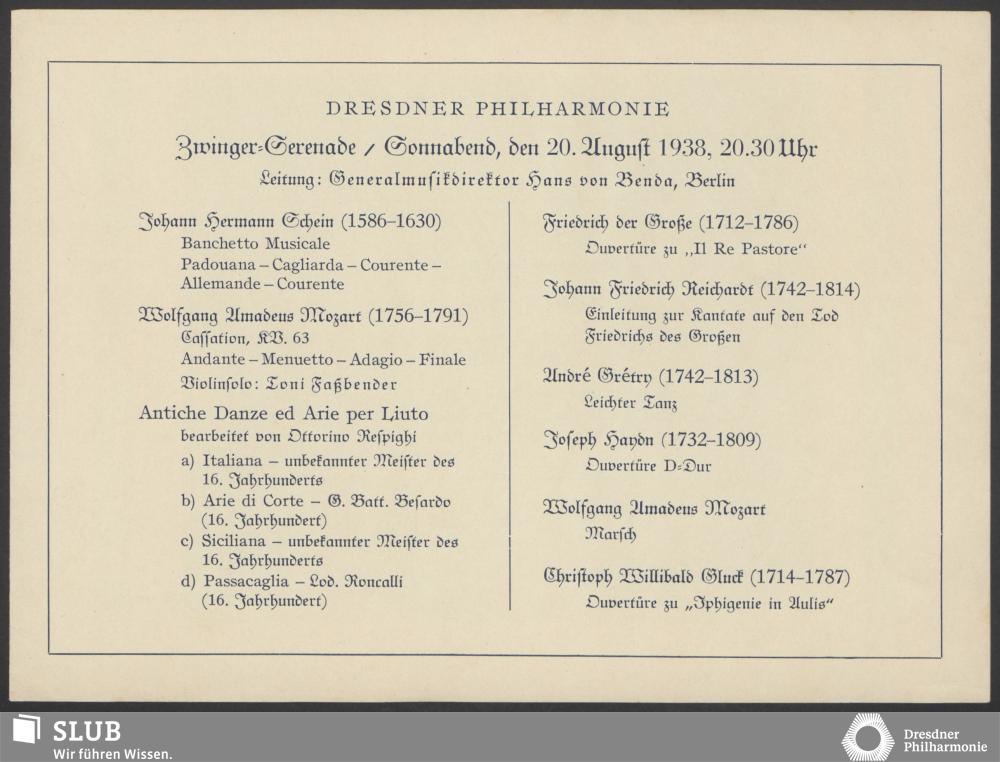 DRESDNER PHILHARMONIE
Zwinger-Serenade / Sonnabend, den 20. August 1938, 20.30 Uhr
Leitung: Generalmusikdirektor Hans von Benda, Berlin
Johann Hermann Schein (1586–1630)
Banchetto Musicale
Padouana – Cagliarda – Courente –
Allemande – Courente
Wolfgang Amadeus Mozart (1756–1791)
Cassation, KV. 63
Andante – Menuetto – Adagio – Finale
Violinsolo: Toni Faßbender
Antiche Danze ed Arie per Liuto
bearbeitet von Ottorino Respighi
a) Italiana – unbekannter Meister des
16. Jahrhunderts
b) Arie di Corte – G. Batt. Besardo
(16. Jahrhundert)
c) Siciliana – unbekannter Meister des
16. Jahrhunderts
d) Passacaglia – Lod. Roncalli
(16. Jahrhundert)
Friedrich der Große (1712–1786)
Ouvertüre zu „Il Re Pastore“
Johann Friedrich Reichardt (1742–1814)
Einleitung zur Kantate auf den Tod
Friedrichs des Großen
André Grétry (1742–1813)
Leichter Tanz
Joseph Haydn (1732–1809)
Ouvertüre D-Dur
Wolfgang Amadeus Mozart
Marsch
Christoph Willibald Gluck (1714–1787)
Ouvertüre zu „Iphigenie in Aulis“
SLUB
Wir führen Wissen.
Dresdner
Philharmonie